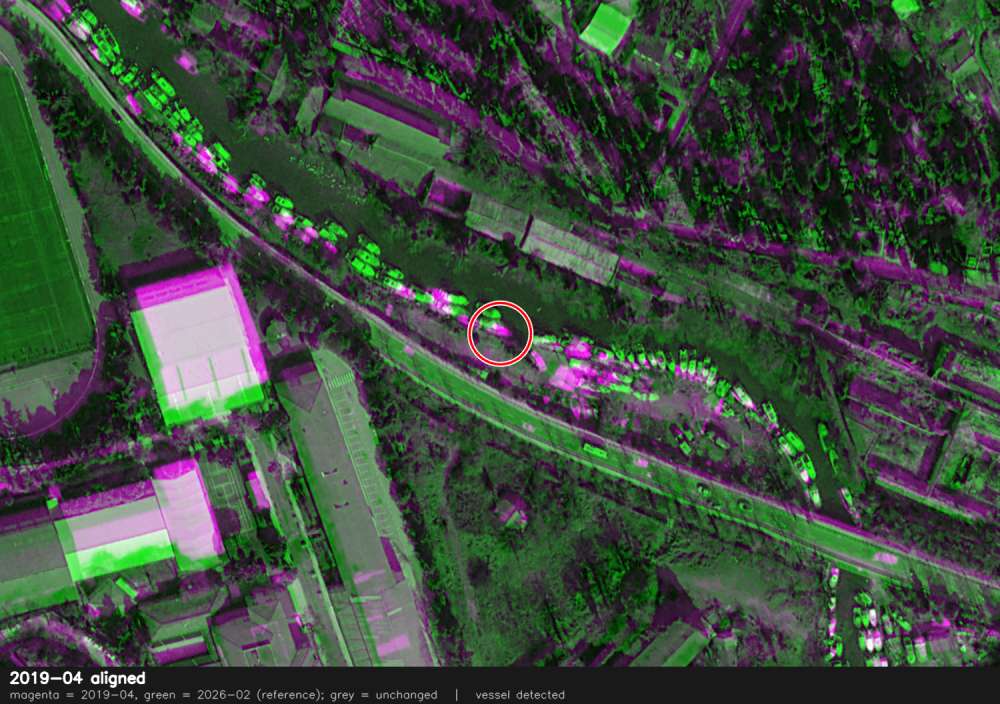 2019-04 aligned
magenta = 2019-04, green = 2026-02 (reference); grey = unchanged | vessel detected